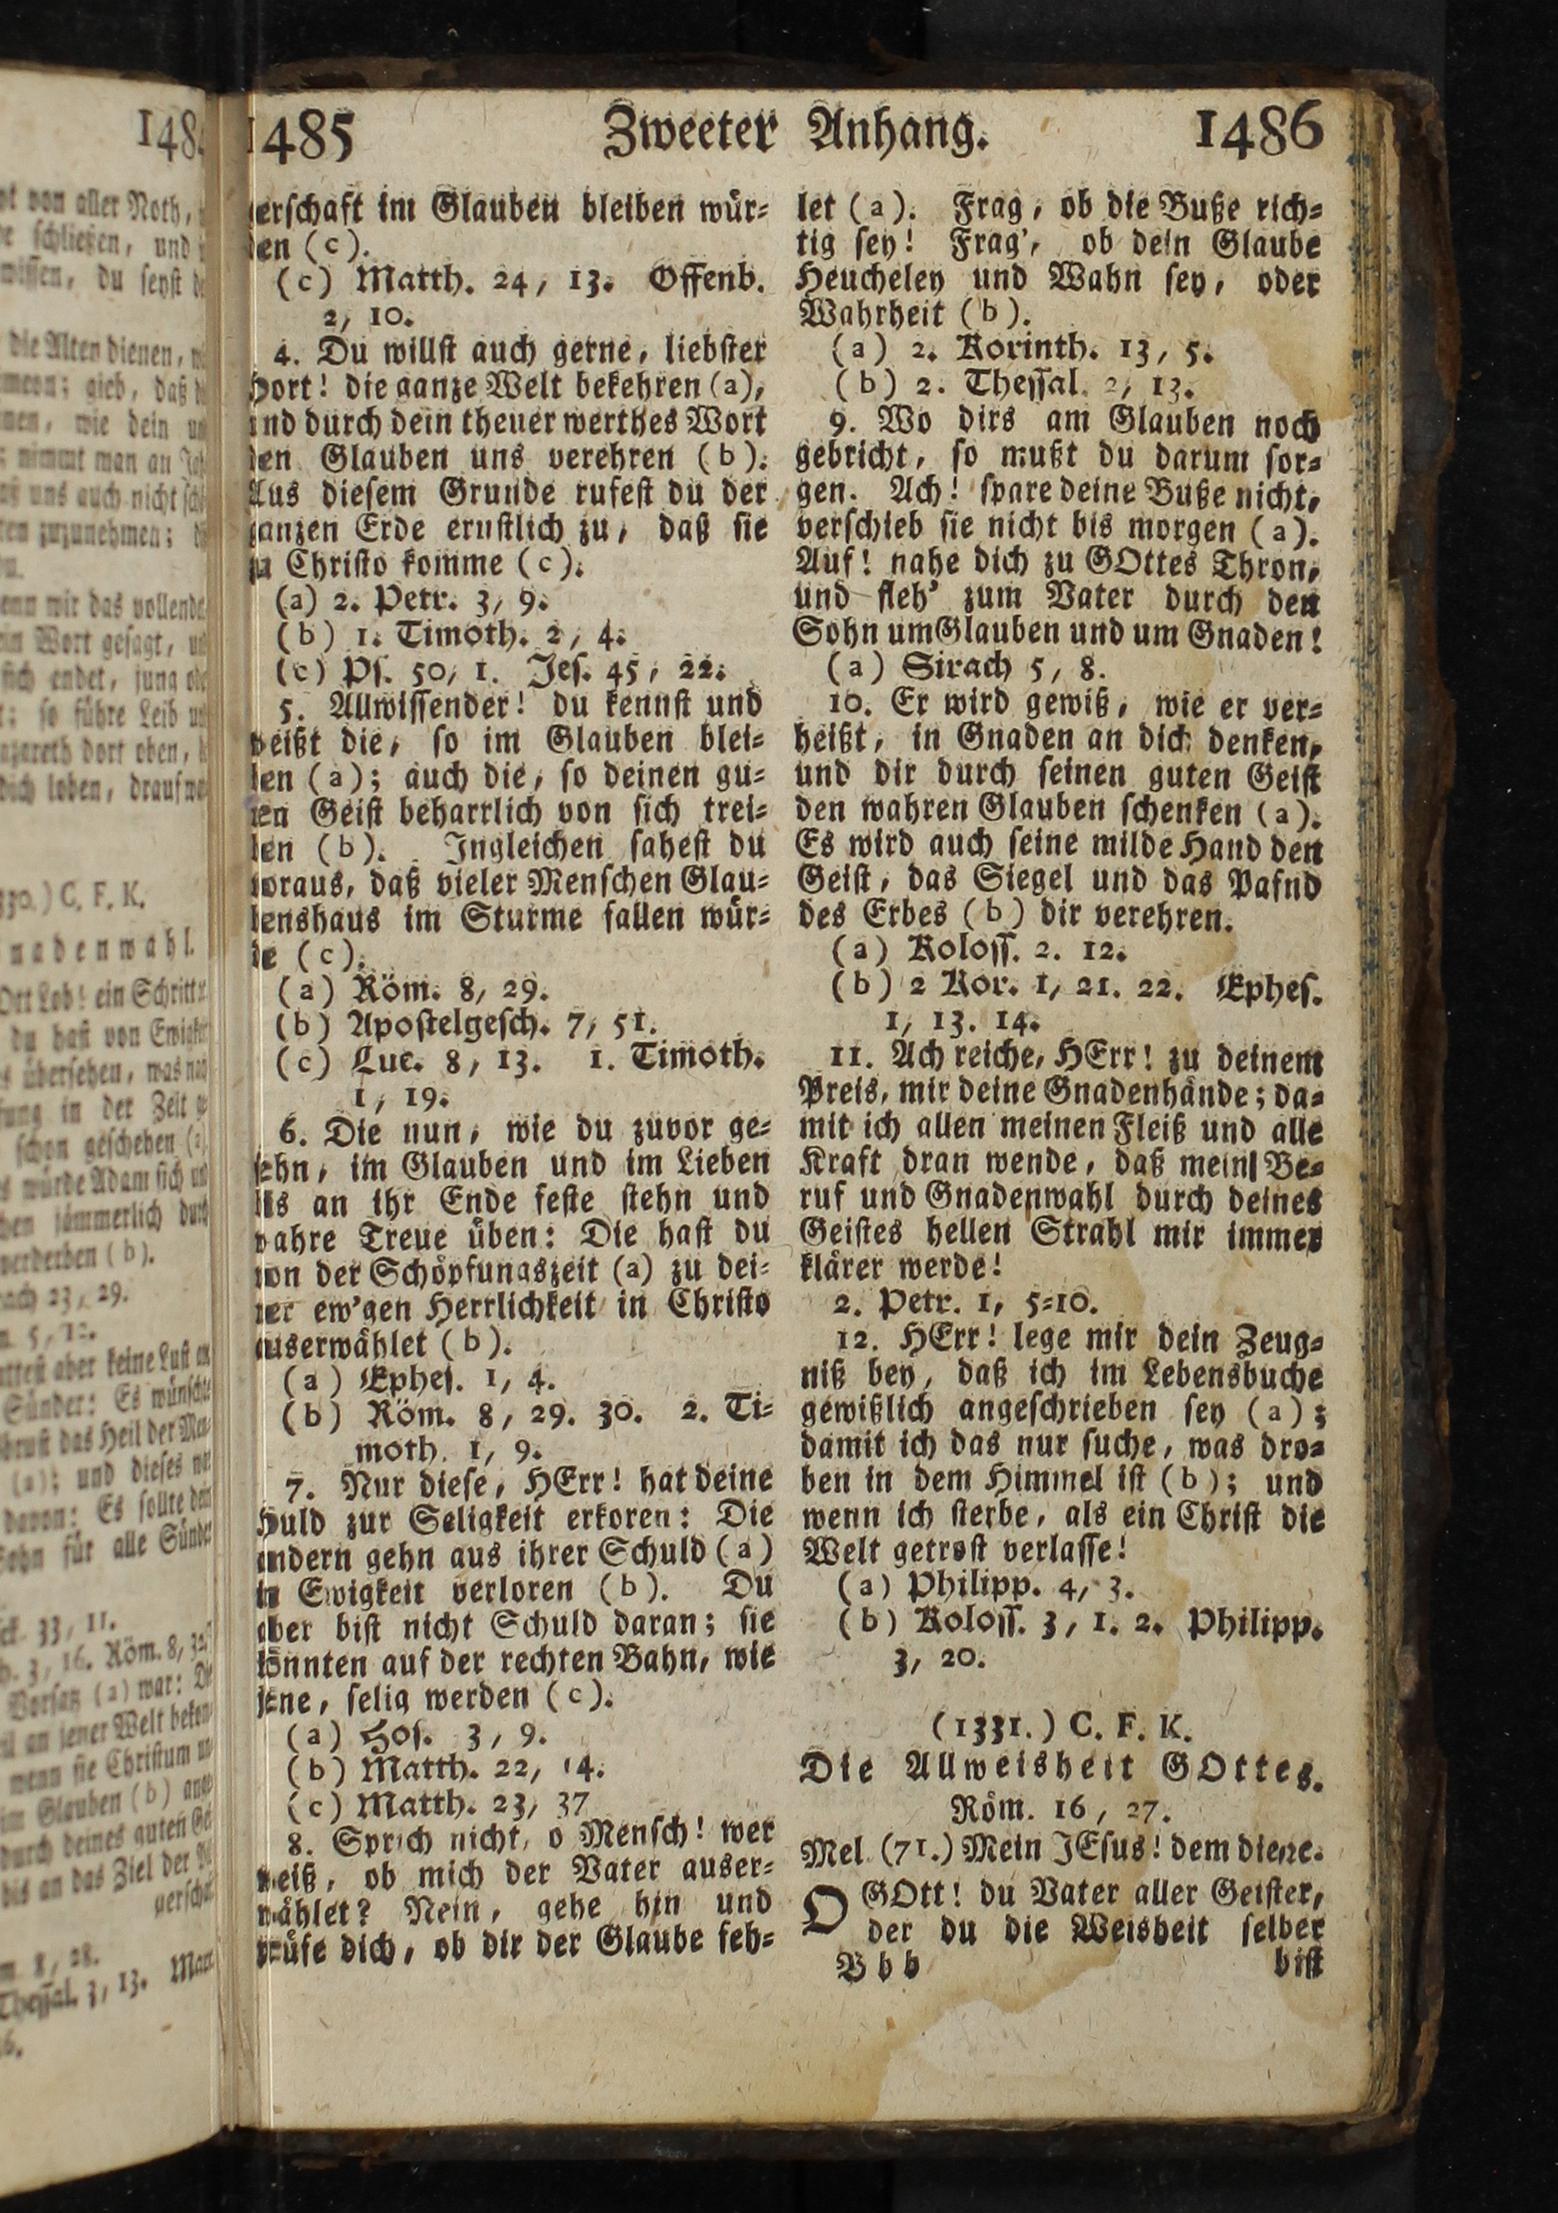 1485 Zweeter Anhang. 1486
gerschaft im Glauben bleiben wür-
den (c).
(c) Matth. 24, 13. Offenb.
2, 10.
4. Du willst auch gerne, liebster
Hort! die ganze Welt bekehren (a),
und durch dein theuer werthes Wort
den Glauben uns verehren (b).
Aus diesem Grunde rufest du der
ganzen Erde ernstlich zu, daß sie
zu Christo komme (c).
(a) 2. Petr. 3, 9.
(b) 1. Timoth. 2, 4.
(c) Ps. 50, 1. Jes. 45, 22.
5. Allwissender! du kennst und
weißt die, so im Glauben blei-
ben (a); auch die, so deinen gu-
ten Geist beharrlich von sich trei-
ben (b). Ingleichen sahest du
voraus, daß vieler Menschen Glau-
benshaus im Sturme fallen wür-
de (c).
(a) Röm. 8, 29.
(b) Apostelgesch. 7, 51.
(c) Luc. 8, 13. 1. Timoth.
1, 19.
6. Die nun, wie du zuvor ge-
sehn, im Glauben und im Lieben
bis an ihr Ende feste stehn und
wahre Treue üben: Die hast du
von der Schöpfungszeit (a) zu dei-
ner ew'gen Herrlichkeit in Christo
auserwählet (b).
(a) Ephes. 1, 4.
(b) Röm. 8, 29. 30. 2. Ti-
moth. 1, 9.
7. Nur diese, HErr! hat deine
Huld zur Seligkeit erkoren: Die
andern gehn aus ihrer Schuld (a)
in Ewigkeit verloren (b). Du
aber bist nicht Schuld daran; sie
könnten auf der rechten Bahn, wie
jene, selig werden (c).
(a) Hos. 3, 9.
(b) Matth. 22, 14.
(c) Matth. 23, 37
8. Sprich nicht, o Mensch! wer
weiß, ob mich der Vater auser-
wählet? Nein, gehe hin und
prüfe dich, ob dir der Glaube feh-
let (a). Frag, ob die Buße rich-
tig sey! Frag', ob dein Glaube
Heucheley und Wahn sey, oder
Wahrheit (b).
(a) 2. Korinth. 13, 5.
(b) 2. Thessal. 2, 13.
9. Wo dirs am Glauben noch
gebricht, so mußt du darum sor-
gen. Ach! spare deine Buße nicht,
verschieb sie nicht bis morgen (a).
Auf! nahe dich zu GOttes Thron,
und fleh' zum Vater durch den
Sohn um Glauben und um Gnaden!
(a) Sirach 5, 8.
10. Er wird gewiß, wie er ver-
heißt, in Gnaden an dich denken,
und dir durch seinen guten Geist
den wahren Glauben schenken (a).
Es wird auch seine milde Hand den
Geist, das Siegel und das Pafnd
des Erbes (b) dir verehren.
(a) Koloss. 2. 12.
(b) 2 Kor. 1, 21. 22. Ephes.
1, 13. 14.
11. Ach reiche, HErr! zu deinem
Preis, mir deine Gnadenhände; da-
mit ich allen meinen Fleiß und alle
Kraft dran wende, daß mein Be-
ruf und Gnadenwahl durch deines
Geistes hellen Strahl mir immer
klärer werde!
2. Petr. 1, 5-10.
12. HErr! lege mir dein Zeug-
niß bey, daß ich im Lebensbuche
gewißlich angeschrieben sey (a);
damit ich das nur suche, was dro-
ben in dem Himmel ist (b); und
wenn ich sterbe, als ein Christ die
Welt getrost verlasse!
(a) Philipp. 4, 3.
(b) Koloss. 3, 1. 2. Philipp.
3, 20.
(1331.) C. F. K.
Die Allweisheit GOttes.
Röm. 16, 27.
Mel. (71.) Mein JEsus! dem diene.
O GOtt! du Vater aller Geister,
der du die Weisheit selber
Bbb bist